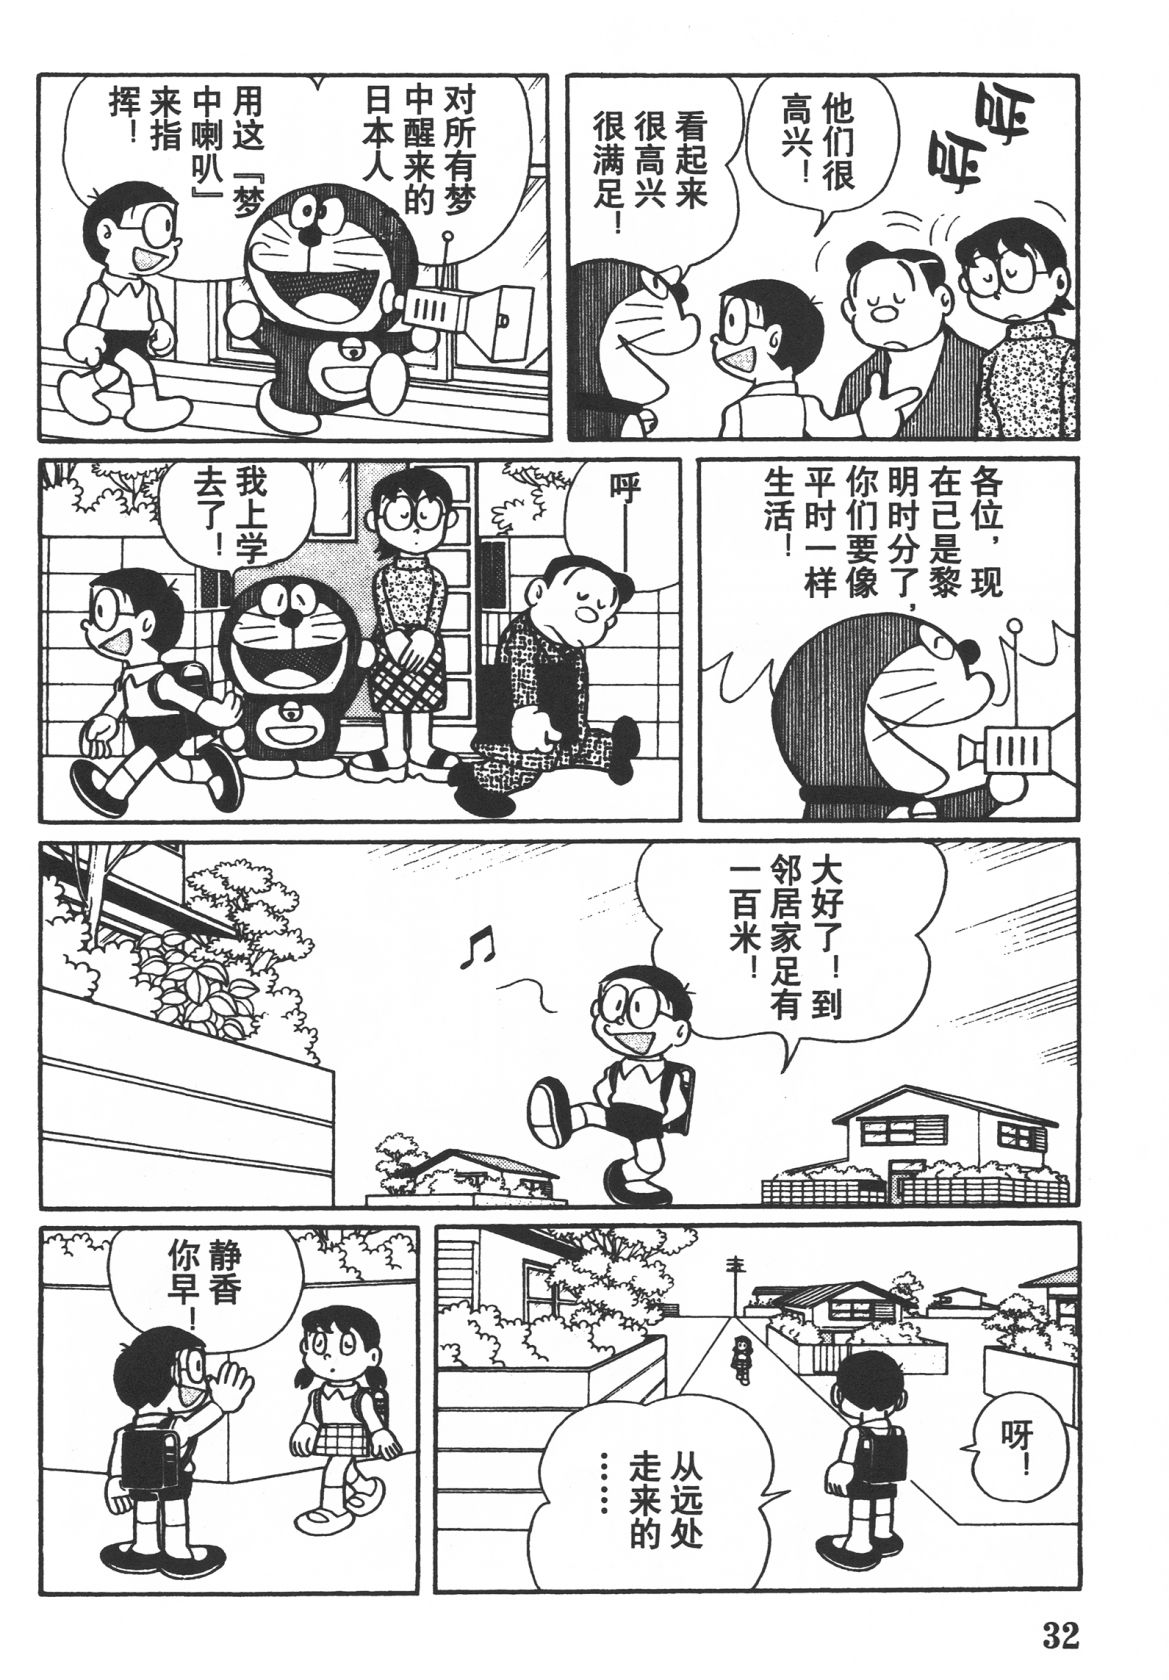 呼
呼
他们很
高兴！
看起来
很高兴
很满足！
对所有梦
中醒来的
日本人
用这『梦
中喇叭』
来指
挥！
各位，现
在已是黎
明时分了，
你们要像
平时一样
生活！
呼
我上学
去了！
大好了！到
邻居家足有
一百米！
呀！
从远处
走来的
……
静香
你早！
32